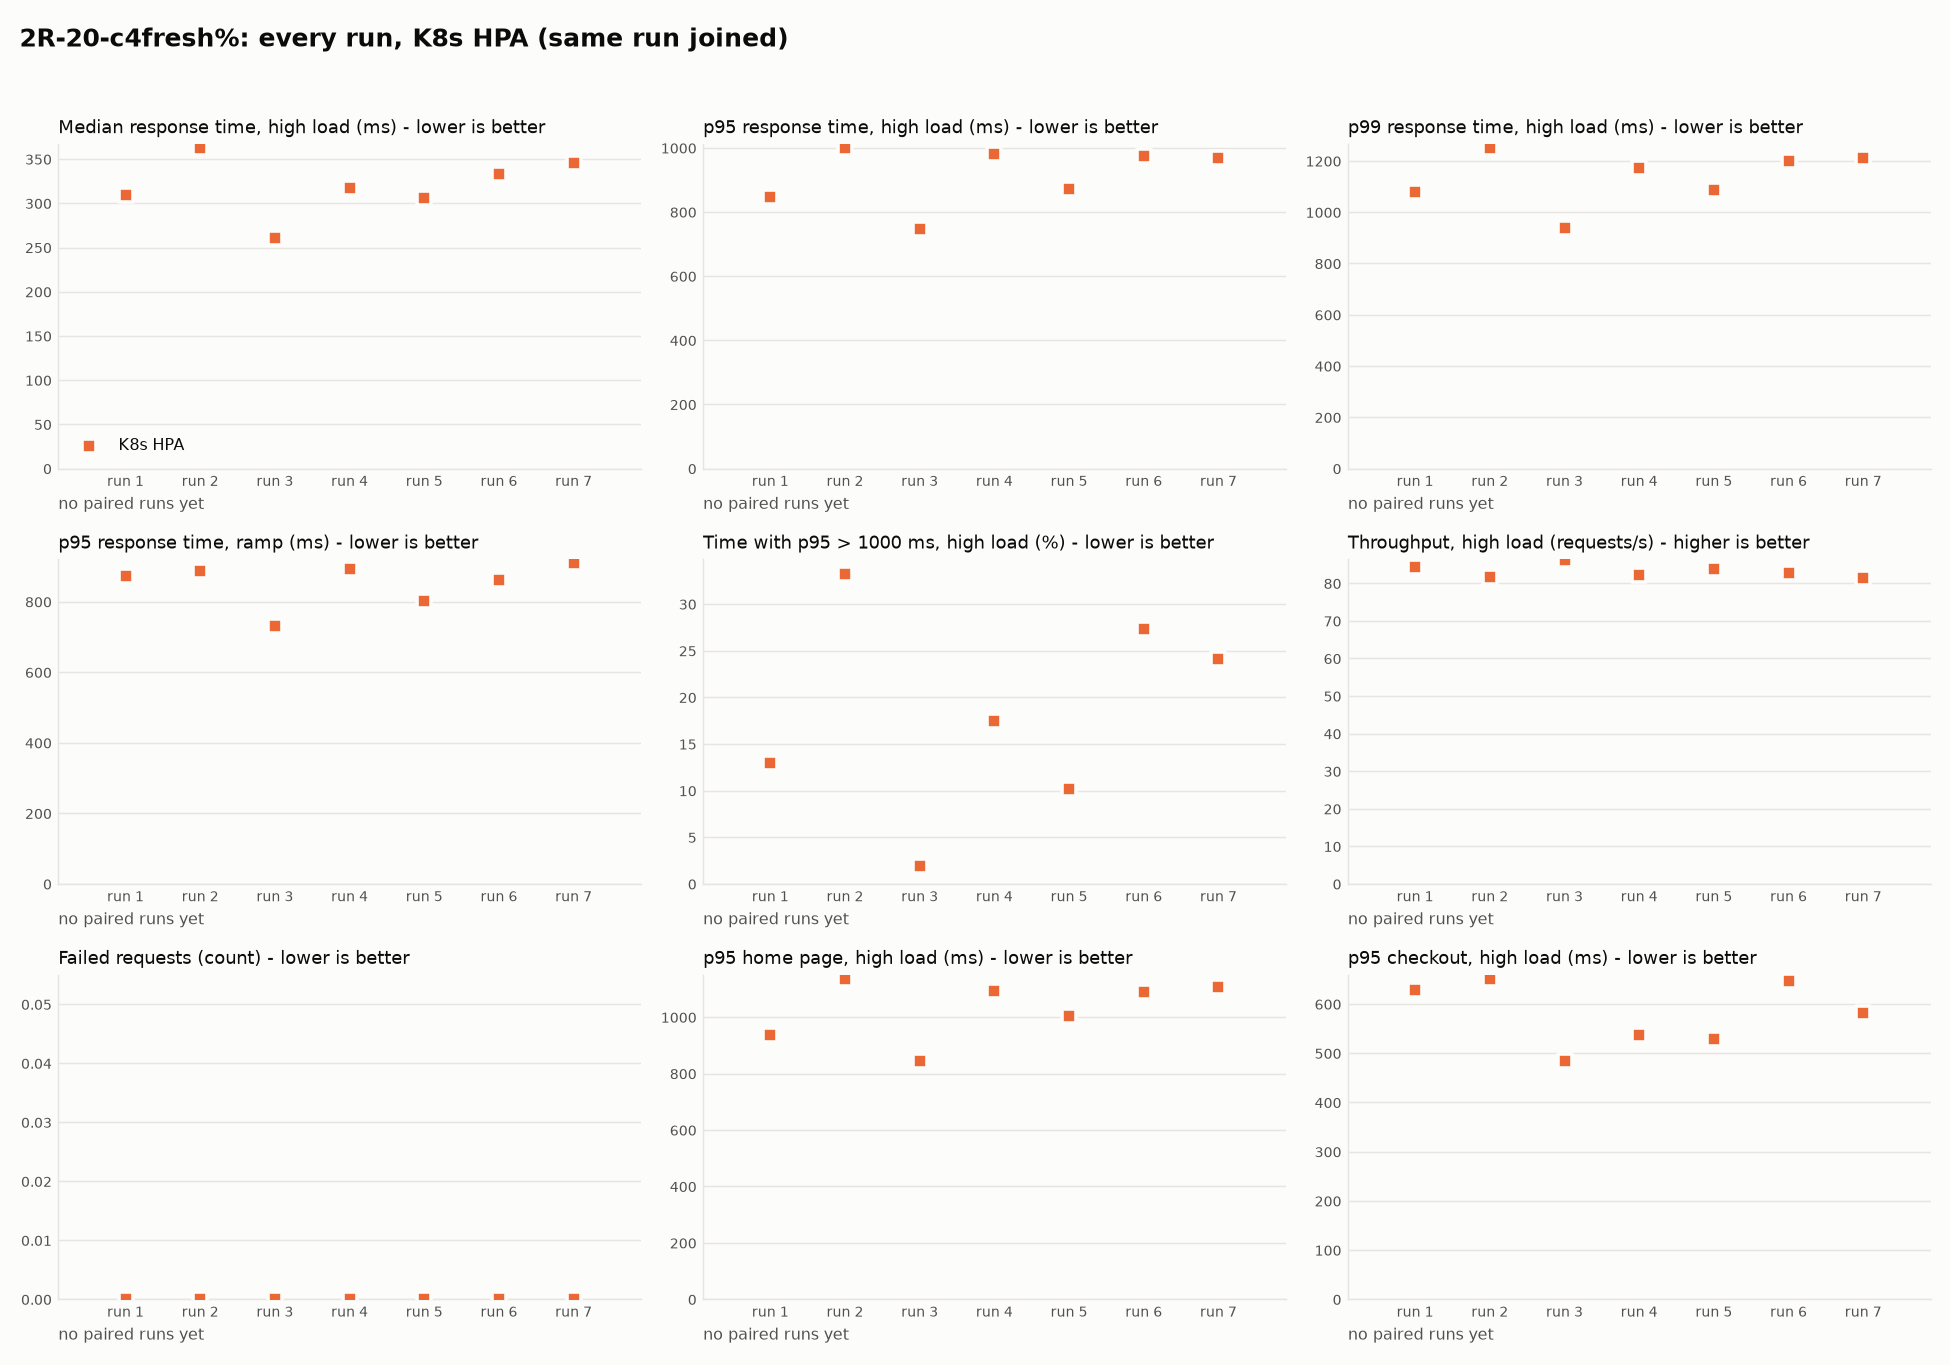 2R-20-c4fresh%: every run, K8s HPA (same run joined)
Median response time, high load (ms) - lower is better
350
300
250
200
150
100
50
0
K8s HPA
run 1 run 2 run 3 run 4 run 5 run 6 run 7
no paired runs yet
p95 response time, high load (ms) - lower is better
1000
800
600
400
200
0
run 1 run 2 run 3 run 4 run 5 run 6 run 7
no paired runs yet
p99 response time, high load (ms) - lower is better
1200
1000
800
600
400
200
0
run 1 run 2 run 3 run 4 run 5 run 6 run 7
no paired runs yet
p95 response time, ramp (ms) - lower is better
800
600
400
200
0
run 1 run 2 run 3 run 4 run 5 run 6 run 7
no paired runs yet
Time with p95 > 1000 ms, high load (%) - lower is better
30
25
20
15
10
5
0
run 1 run 2 run 3 run 4 run 5 run 6 run 7
no paired runs yet
Throughput, high load (requests/s) - higher is better
80
70
60
50
40
30
20
10
0
run 1 run 2 run 3 run 4 run 5 run 6 run 7
no paired runs yet
Failed requests (count) - lower is better
0.05
0.04
0.03
0.02
0.01
0.00
run 1 run 2 run 3 run 4 run 5 run 6 run 7
no paired runs yet
p95 home page, high load (ms) - lower is better
1000
800
600
400
200
0
run 1 run 2 run 3 run 4 run 5 run 6 run 7
no paired runs yet
p95 checkout, high load (ms) - lower is better
600
500
400
300
200
100
0
run 1 run 2 run 3 run 4 run 5 run 6 run 7
no paired runs yet